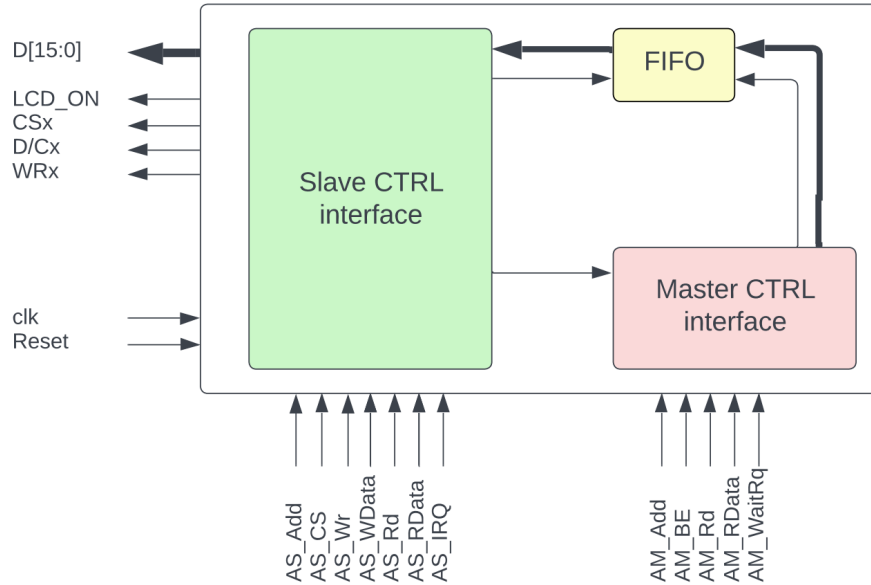 D[15:0]
LCD_ON
CSx
D/Cx
WRx
clk
Reset
Slave CTRL
interface
FIFO
Master CTRL
interface
AS_Add
AS_CS
AS_Wr
AS_WData
AS_Rd
AS_RData
AS_IRQ
AM_Add
AM_BE
AM_Rd
AM_RData
AM_WaitRq